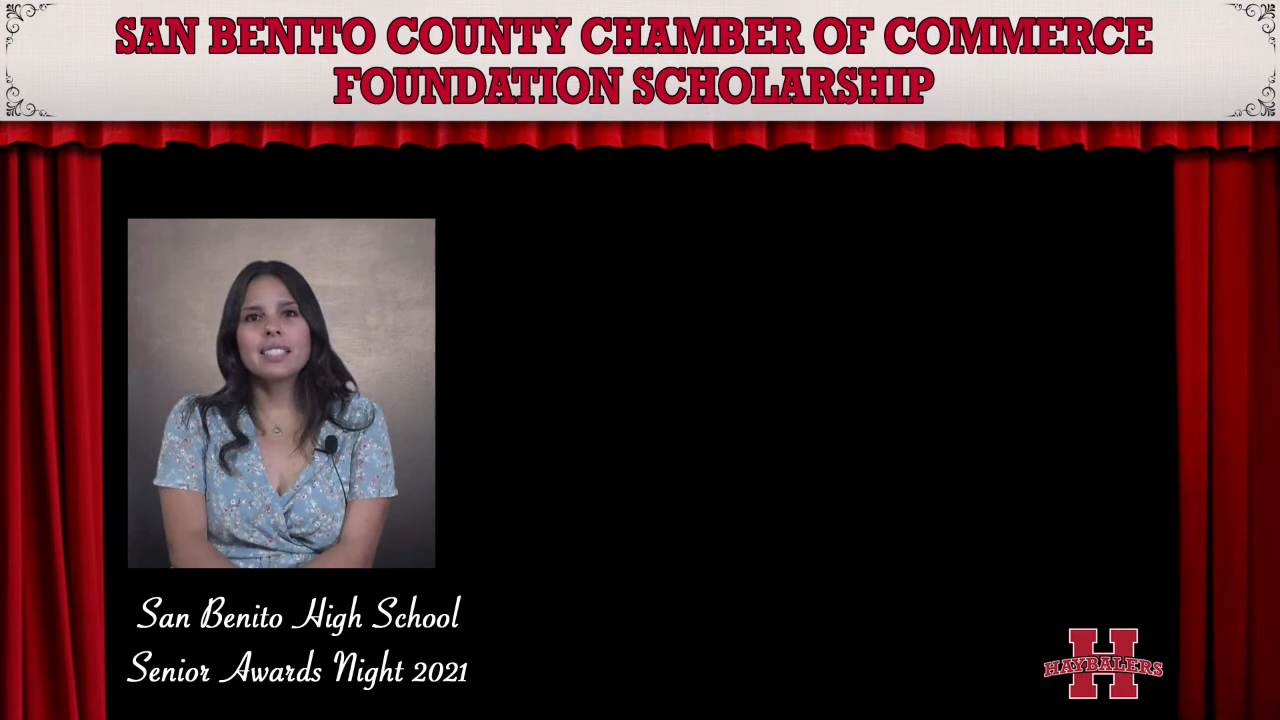 SAN BENITO COUNTY CHAMBER OF COMMERCE
FOUNDATION SCHOLARSHIP
San Benito High School
Senior Awards Night 2021
H
HAYBALERS